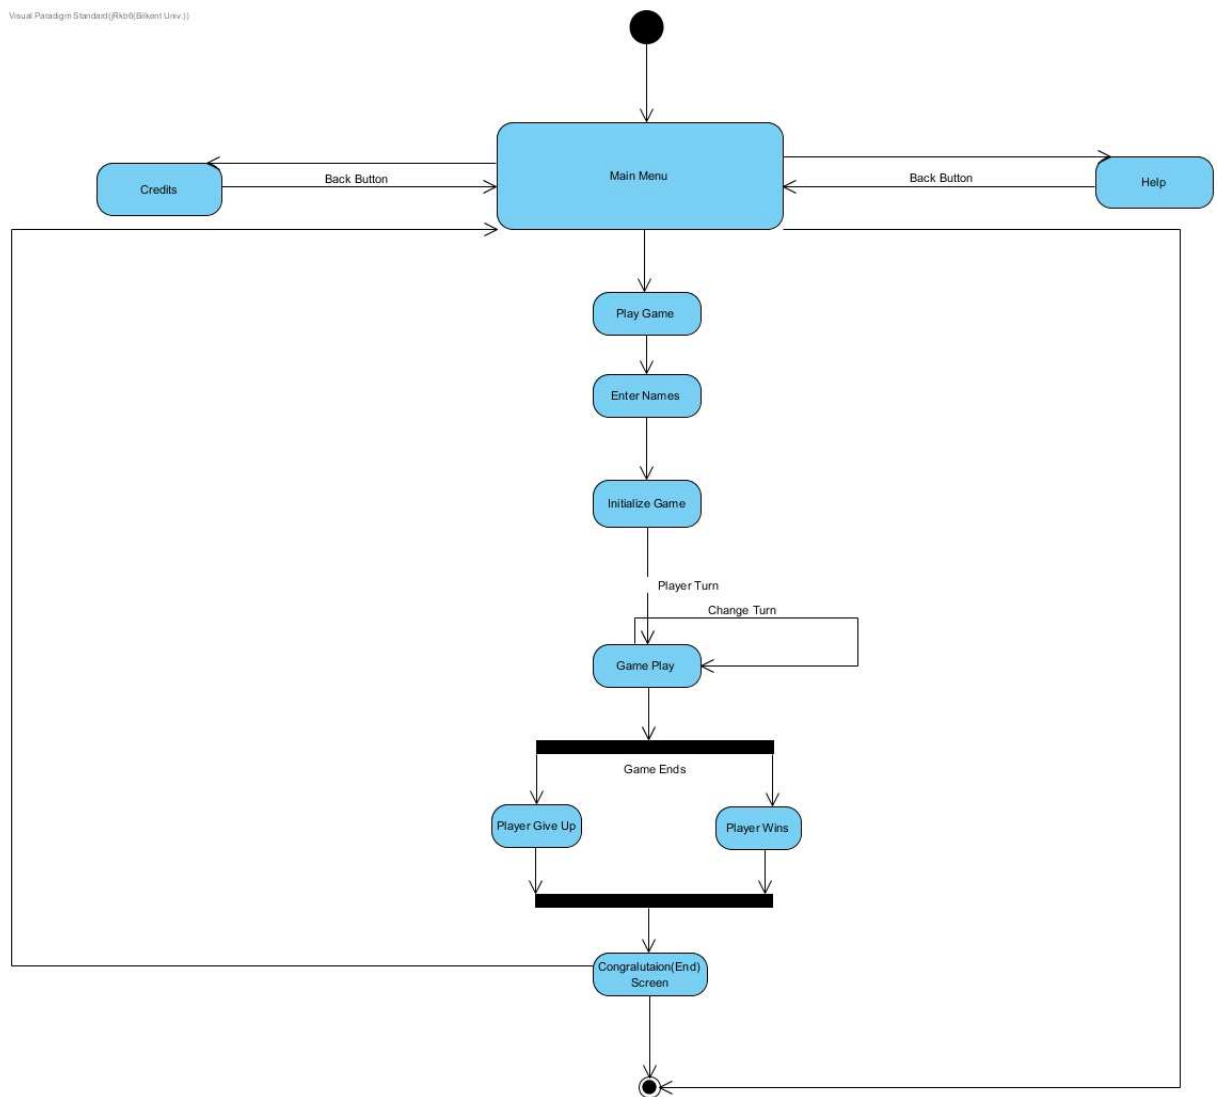 Visual Paradigm Standard(jRkb6(Bilkent Univ.))
Main Menu
Credits
Back Button
Back Button
Help
Play Game
Enter Names
Initialize Game
Player Turn
Change Turn
Game Play
Game Ends
Player Give Up
Player Wins
Congralutaion(End)
Screen